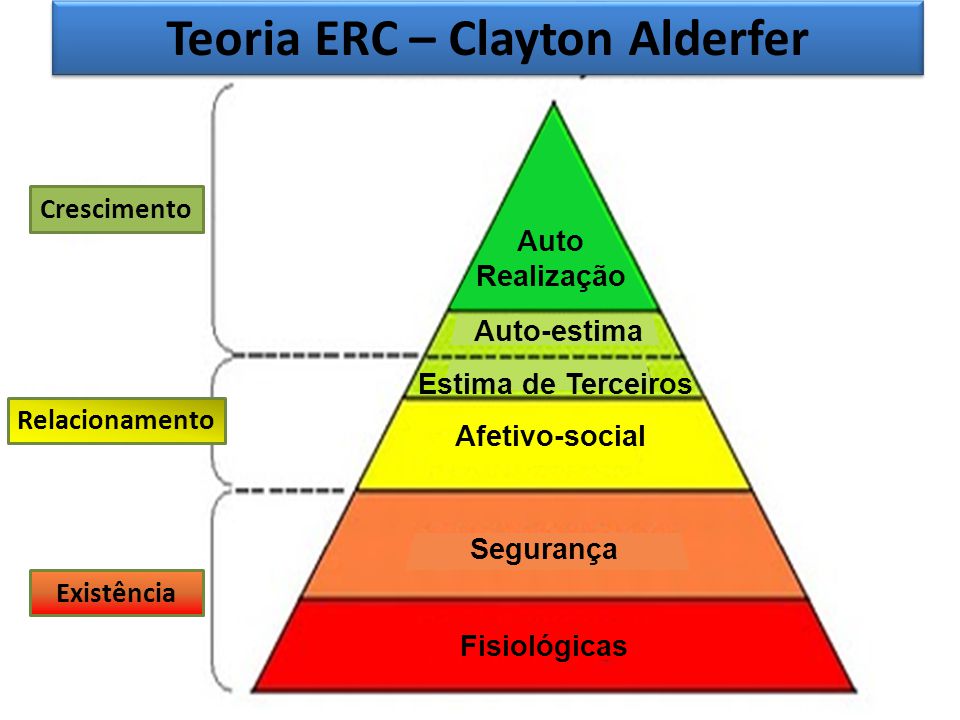 Teoria ERC – Clayton Alderfer
Crescimento
Auto
Realização
Auto-estima
Estima de Terceiros
Relacionamento
Afetivo-social
Segurança
Existência
Fisiológicas